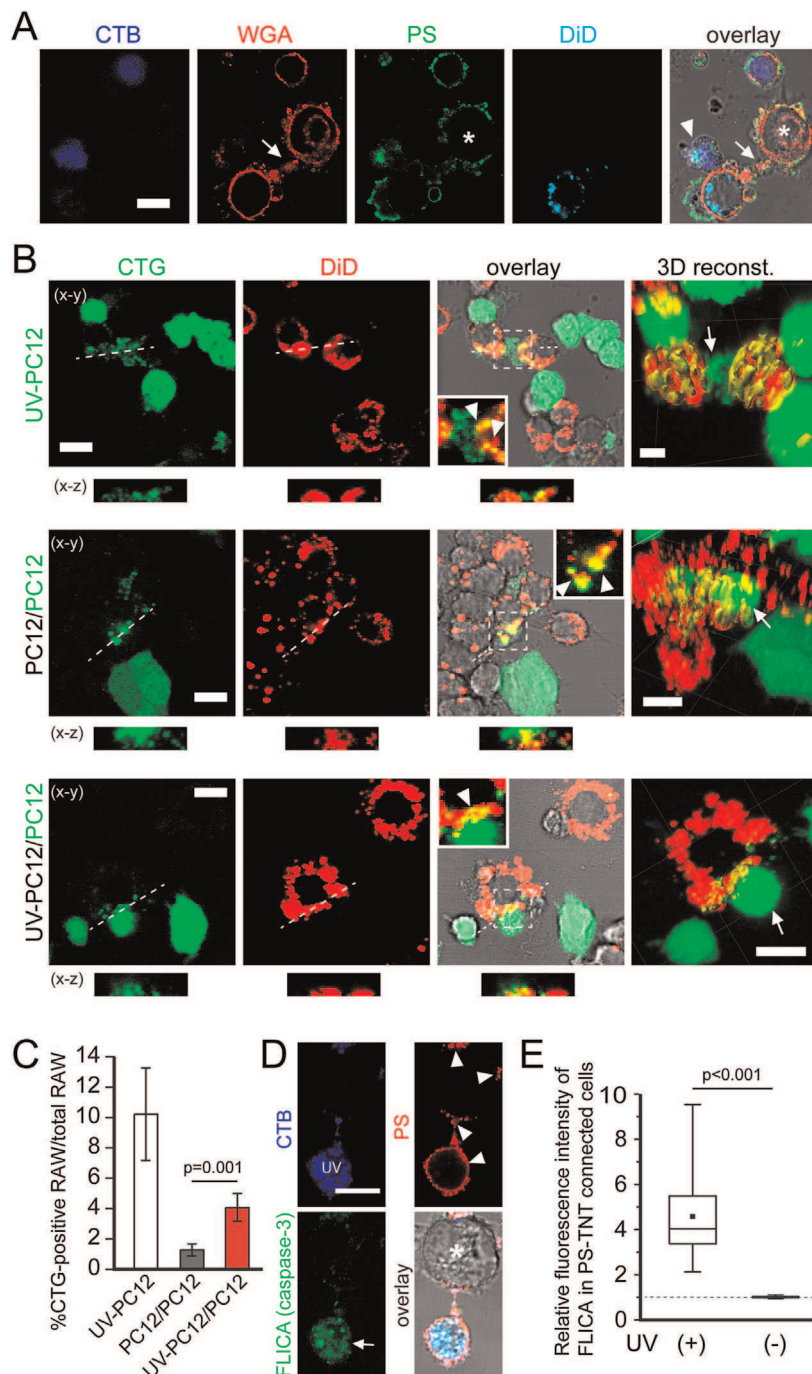 A
CTB WGA PS DiD overlay
*
*
B
CTG DiD overlay 3D reconst.
UV-PC12
(x-y)
(x-z)
PC12/PC12
(x-y)
(x-z)
UV-PC12/PC12
(x-y)
(x-z)
C
%CTG-positive RAW/total RAW
14
12
10
8
6
4
2
0
p=0.001
UV-PC12
PC12/PC12
UV-PC12/PC12
D
CTB
UV
PS
FLICA (caspase-3)
overlay
*
E
Relative fluorescence intensity of
FLICA in PS-TNT connected cells
p<0.001
10
8
6
4
2
0
UV (+) (-)